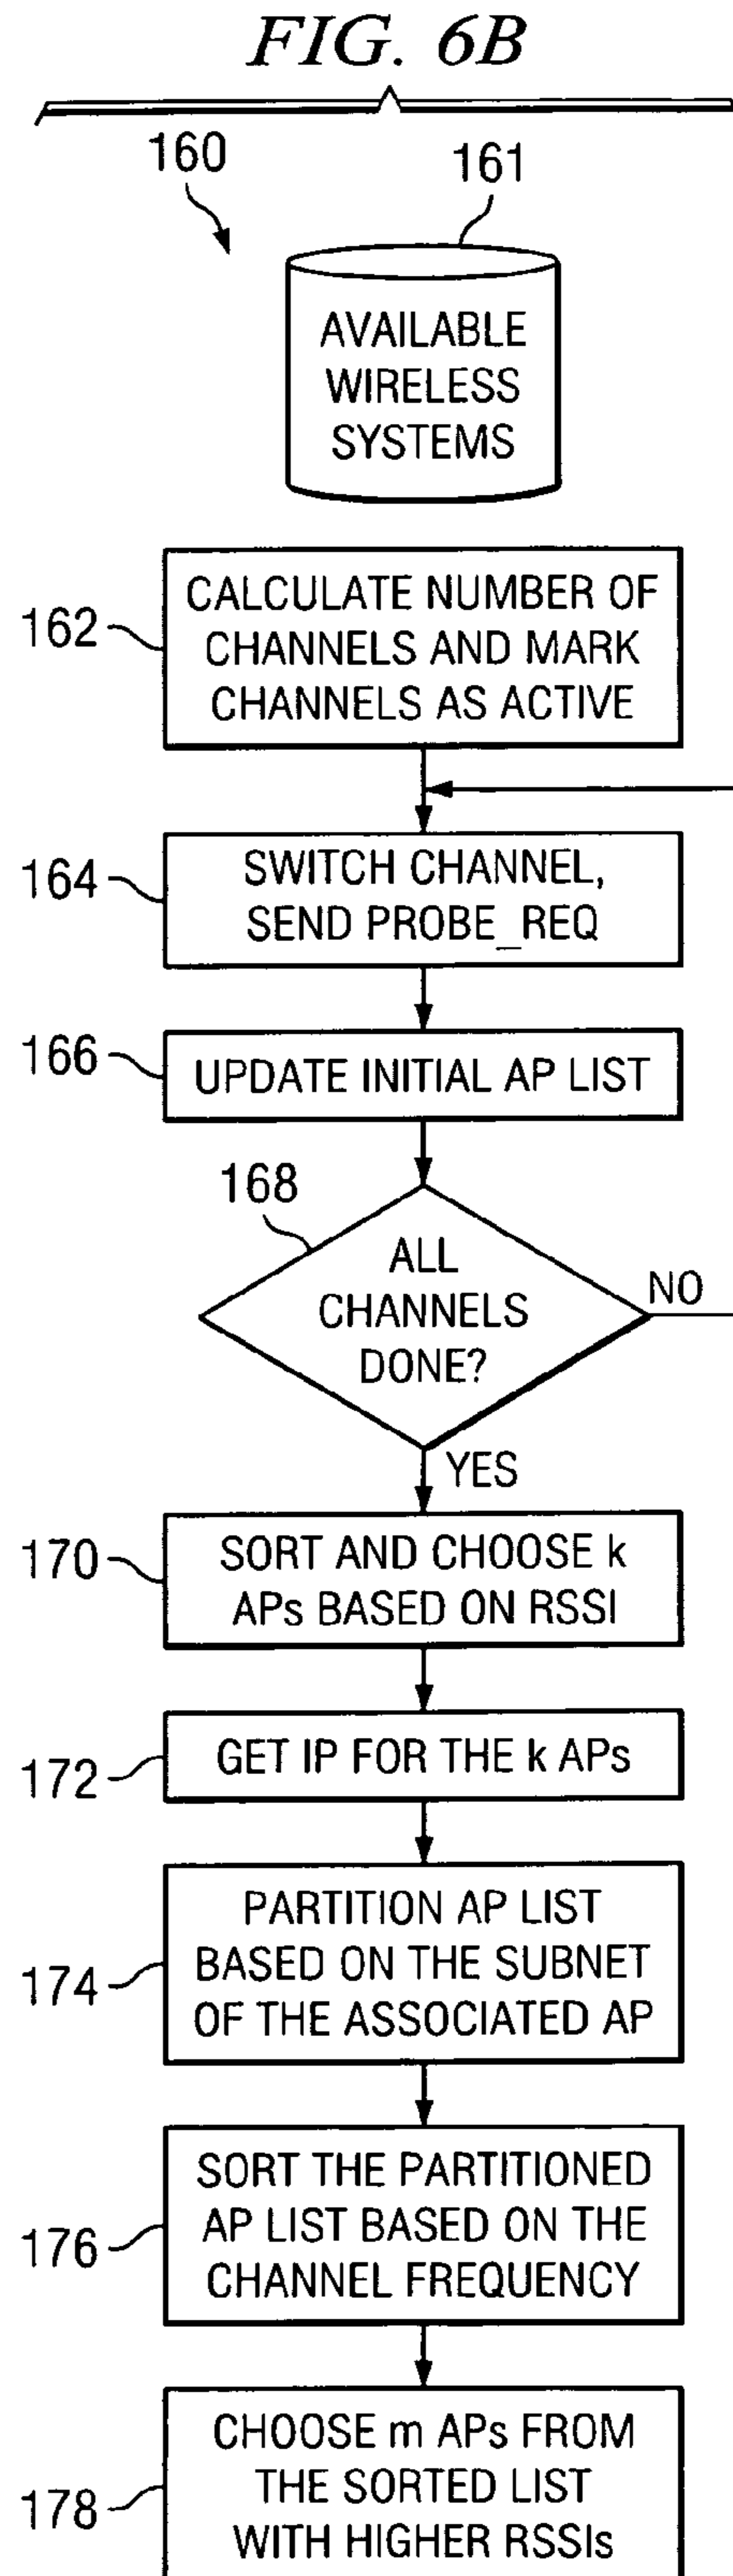 FIG. 6B
160
161
AVAILABLE
WIRELESS
SYSTEMS
162
CALCULATE NUMBER OF
CHANNELS AND MARK
CHANNELS AS ACTIVE
164
SWITCH CHANNEL,
SEND PROBE_REQ
166
UPDATE INITIAL AP LIST
168
ALL
CHANNELS
DONE?
NO
YES
170
SORT AND CHOOSE k
APs BASED ON RSSI
172
GET IP FOR THE k APs
174
PARTITION AP LIST
BASED ON THE SUBNET
OF THE ASSOCIATED AP
176
SORT THE PARTITIONED
AP LIST BASED ON THE
CHANNEL FREQUENCY
178
CHOOSE m APs FROM
THE SORTED LIST
WITH HIGHER RSSIs